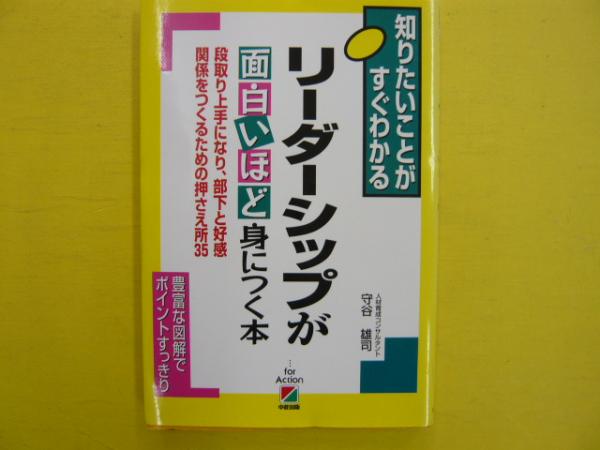 知りたいことが
すぐわかる
リーダーシップが
面白いほど身につく本
段取り上手になり、部下と好感
関係をつくるための押さえ所35
人材育成コンサルタント
守谷 雄司
豊富な図解で
ポイントすっきり
…for
Action
中経出版